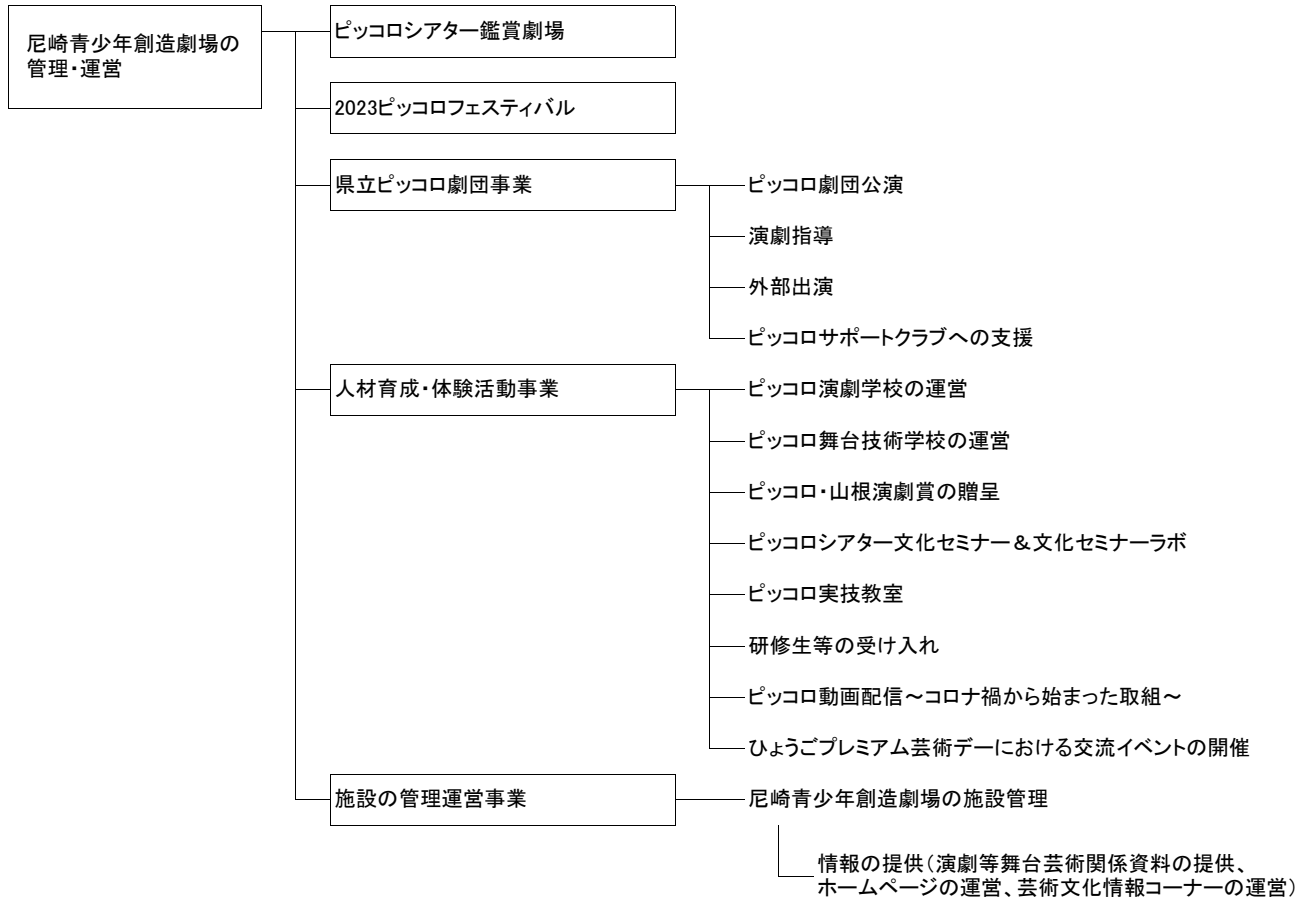 尼崎青少年創造劇場の
管理・運営
ピッコロシアター鑑賞劇場
2023ピッコロフェスティバル
県立ピッコロ劇団事業
ピッコロ劇団公演
演劇指導
外部出演
ピッコロサポートクラブへの支援
人材育成・体験活動事業
ピッコロ演劇学校の運営
ピッコロ舞台技術学校の運営
ピッコロ・山根演劇賞の贈呈
ピッコロシアター文化セミナー＆文化セミナーラボ
ピッコロ実技教室
研修生等の受け入れ
ピッコロ動画配信～コロナ禍から始まった取組～
ひょうごプレミアム芸術デーにおける交流イベントの開催
施設の管理運営事業
尼崎青少年創造劇場の施設管理
情報の提供（演劇等舞台芸術関係資料の提供、
ホームページの運営、芸術文化情報コーナーの運営）